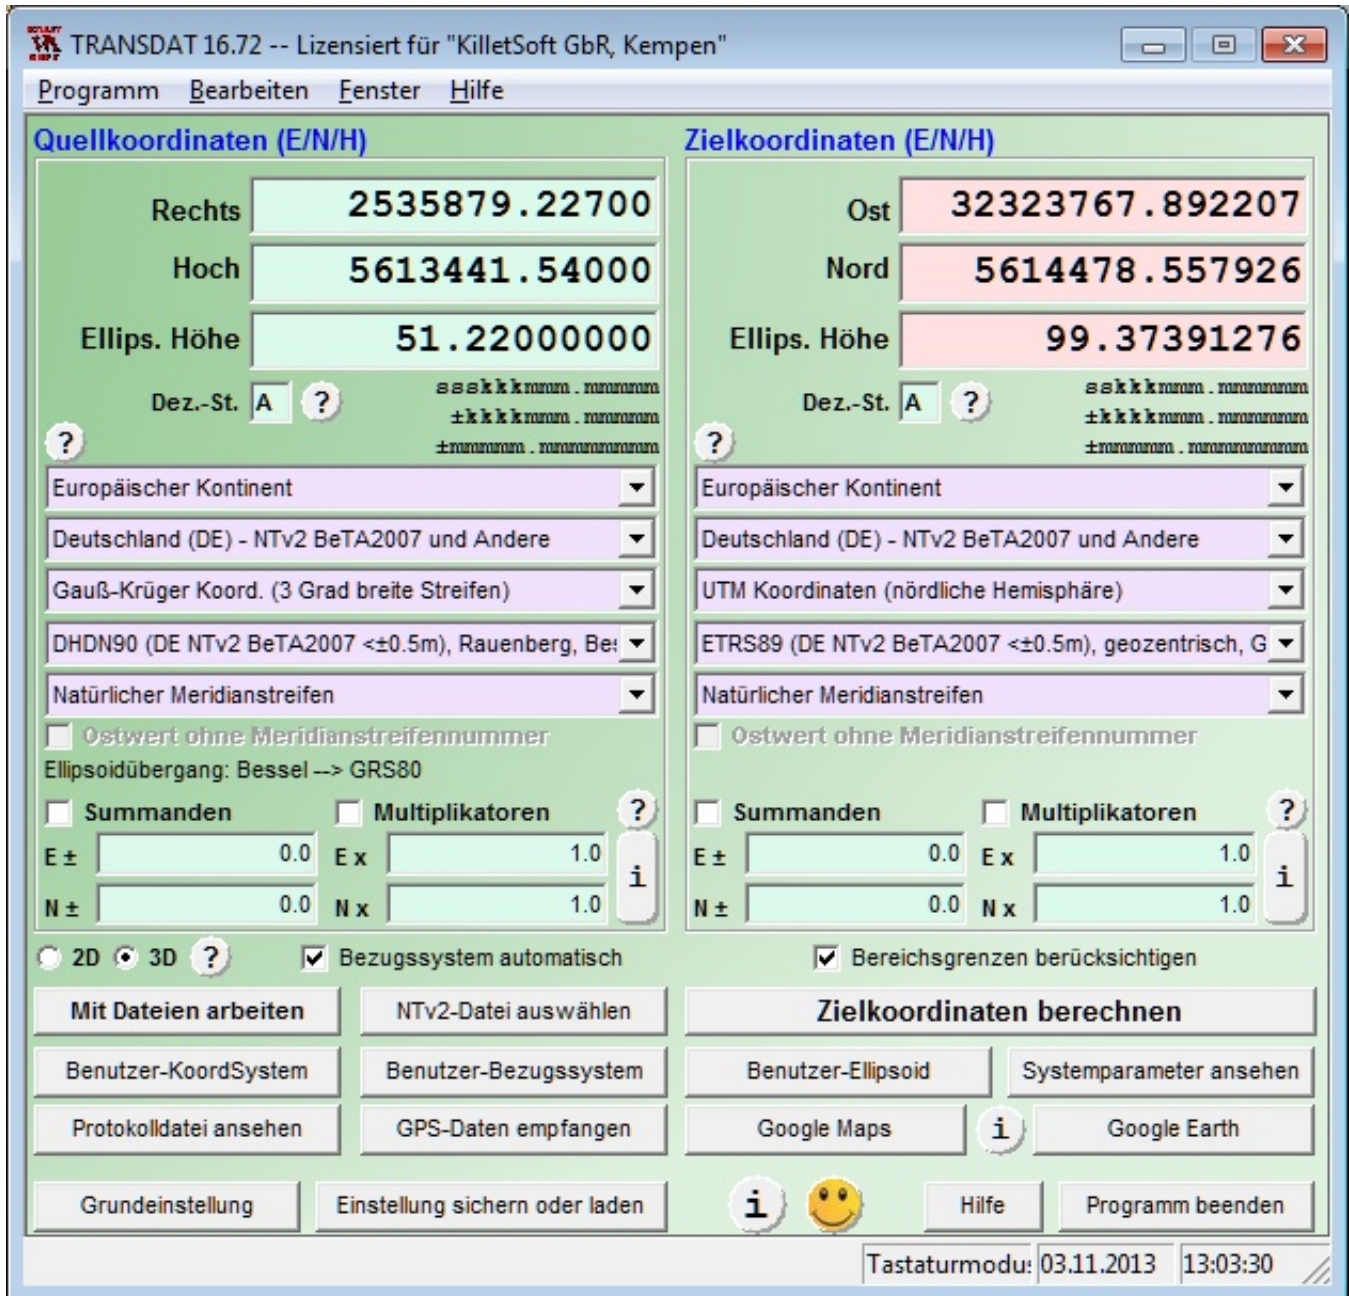 TRANSDAT 16.72 -- Lizensiert für "KilletSoft GbR, Kempen"
Programm Bearbeiten Fenster Hilfe
Quellkoordinaten (E/N/H) Zielkoordinaten (E/N/H)
Rechts 2535879.22700 Ost 32323767.892207
Hoch 5613441.54000 Nord 5614478.557926
Ellips. Höhe 51.22000000 Ellips. Höhe 99.37391276
Dez.-St. A ? ssskkkmmm.mmmmm Dez.-St. A ? sskkkmmm.mmmmmm
±kkkkmmm.mmmmm ±kkkkmmm.mmmmmm
? ? 
Europäischer Kontinent Europäischer Kontinent
Deutschland (DE) - NTv2 BeTA2007 und Andere Deutschland (DE) - NTv2 BeTA2007 und Andere
Gauß-Krüger Koord. (3 Grad breite Streifen) UTM Koordinaten (nördliche Hemisphäre)
DHDN90 (DE NTv2 BeTA2007 <±0.5m), Rauenberg, Be ETRS89 (DE NTv2 BeTA2007 <±0.5m), geozentrisch, G
Natürlicher Meridianstreifen Natürlicher Meridianstreifen
Ostwert ohne Meridianstreifennummer Ostwert ohne Meridianstreifennummer
Ellipsoidübergang: Bessel --> GRS80
Summanden Multiplikatoren ? Summanden Multiplikatoren ?
E ± 0.0 E x 1.0 i E ± 0.0 E x 1.0 i
N ± 0.0 N x 1.0 N ± 0.0 N x 1.0
2D 3D ? Bezugssystem automatisch Bereichsgrenzen berücksichtigen
Mit Dateien arbeiten NTv2-Datei auswählen Zielkoordinaten berechnen
Benutzer-KoordSystem Benutzer-Bezugssystem Benutzer-Ellipsoid Systemparameter ansehen
Protokolldatei ansehen GPS-Daten empfangen Google Maps i Google Earth
Grundeinstellung Einstellung sichern oder laden i Hilfe Programm beenden
Tastaturmodu 03.11.2013 13:03:30